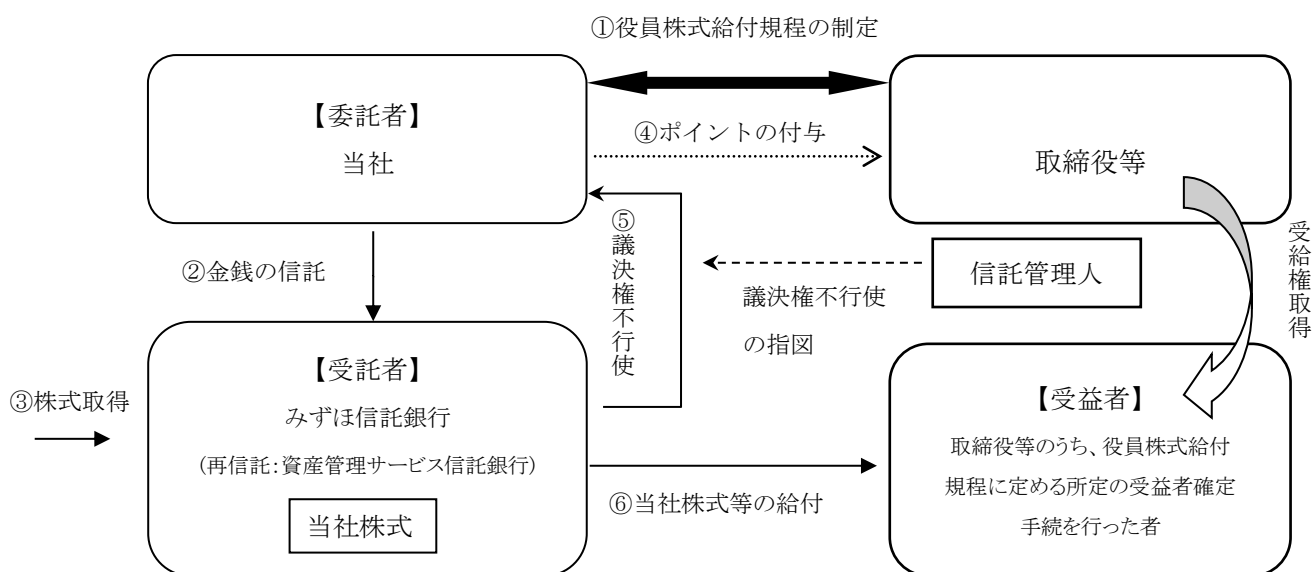 ①役員株式給付規程の制定
【委託者】
当社
④ポイントの付与
取締役等
②金銭の信託
⑤議決権不行使
議決権不行使
の指図
信託管理人
受給権取得
③株式取得
【受託者】
みずほ信託銀行
(再信託:資産管理サービス信託銀行)
当社株式
⑥当社株式等の給付
【受益者】
取締役等のうち、役員株式給付
規程に定める所定の受益者確定
手続を行った者